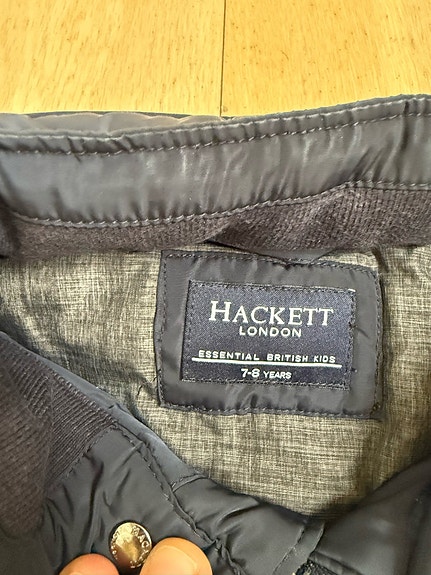 HACKETT
LONDON
ESSENTIAL BRITISH KIDS
7-8 YEARS